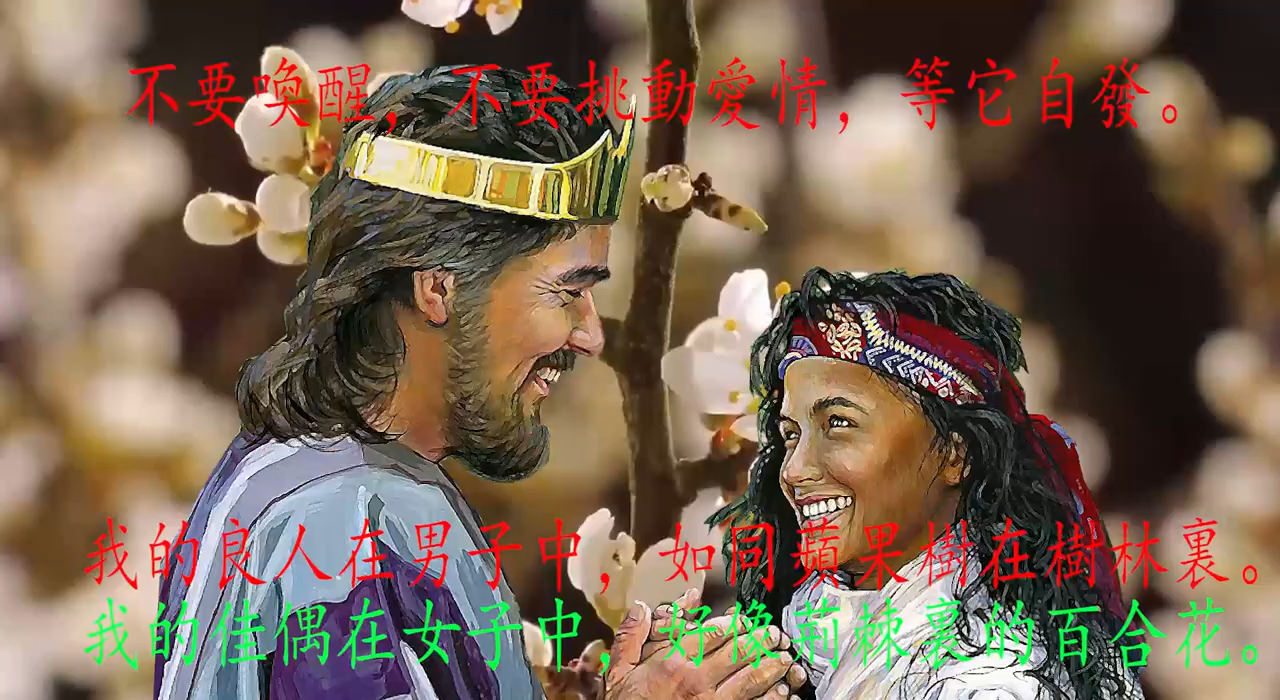 不要喚醒，不要挑動愛情，等它自發。
我的良人在男子中，如同蘋果樹在樹林裏。
我的佳偶在女子中，好像荊棘裏的百合花。